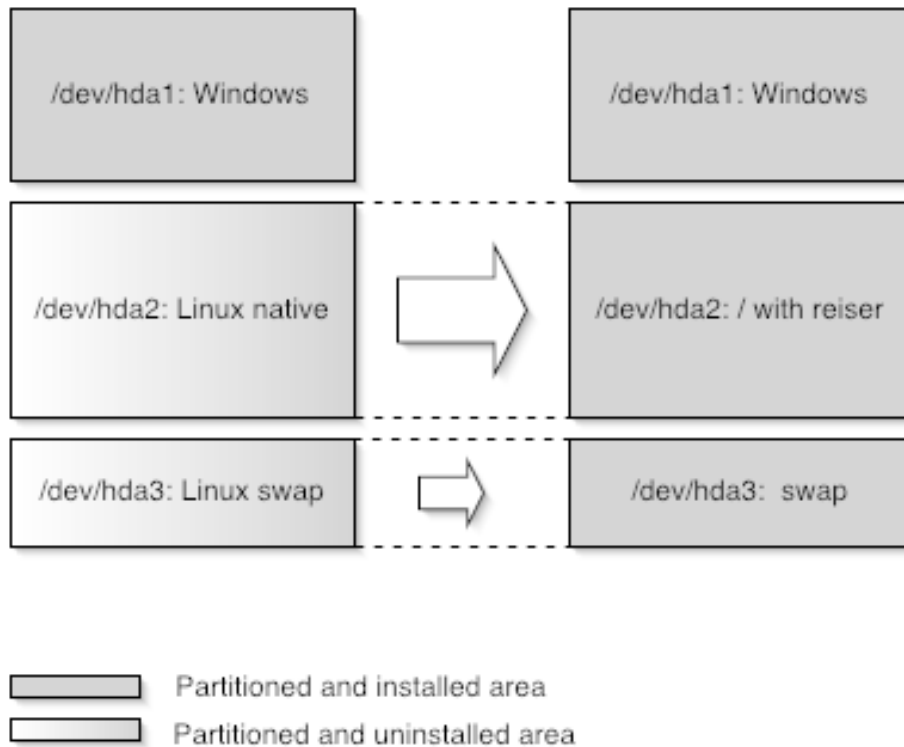 /dev/hda1: Windows
/dev/hda1: Windows
/dev/hda2: Linux native
/dev/hda2: / with reiser
/dev/hda3: Linux swap
/dev/hda3: swap
Partitioned and installed area
Partitioned and uninstalled area